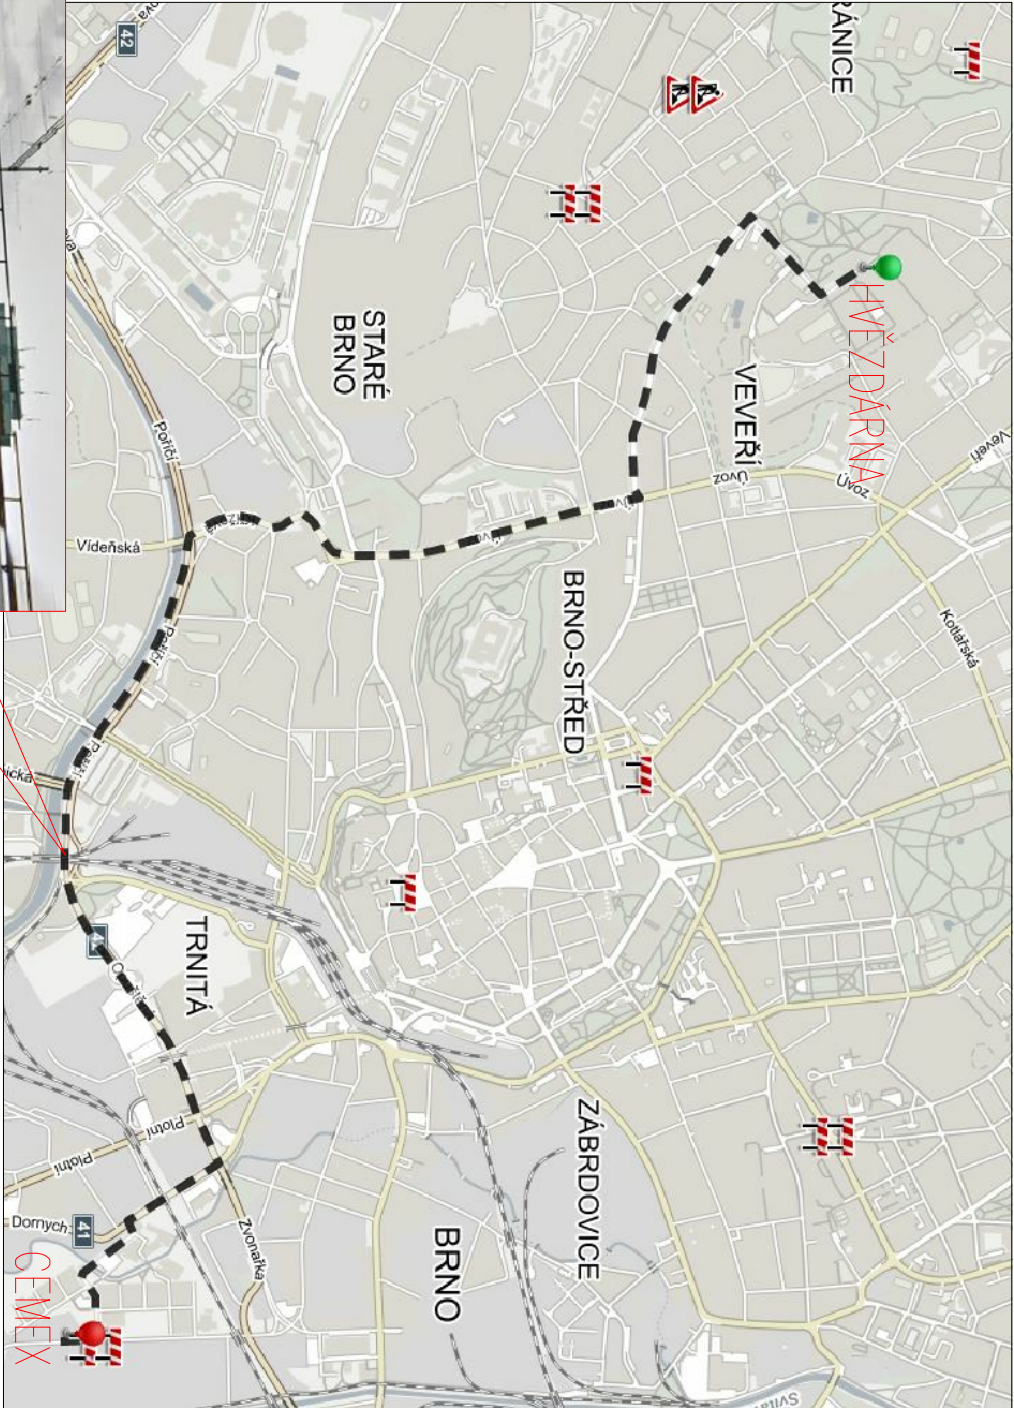 42
RÁNICE
HVĚZDÁRNA
VEVEŘÍ
Veveří
Úvoz
Úvoz
STARÉ
BRNO
Kotlářská
Poříčí
Vídeňská
BRNO-STŘED
Poříčí
TRNITÁ
ZÁBRDOVICE
Plotní
Plotní
Dornych
41
Zvonařka
BRNO
CEMEX